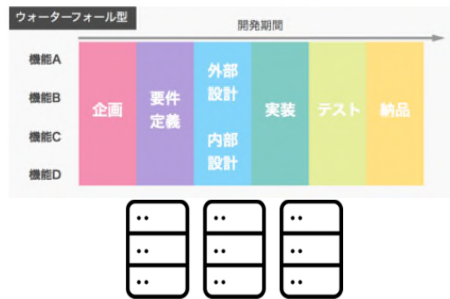 ウォーターフォール型
開発期間
機能A
機能B
機能C
機能D
企画
要件
定義
外部
設計
内部
設計
実装
テスト
納品